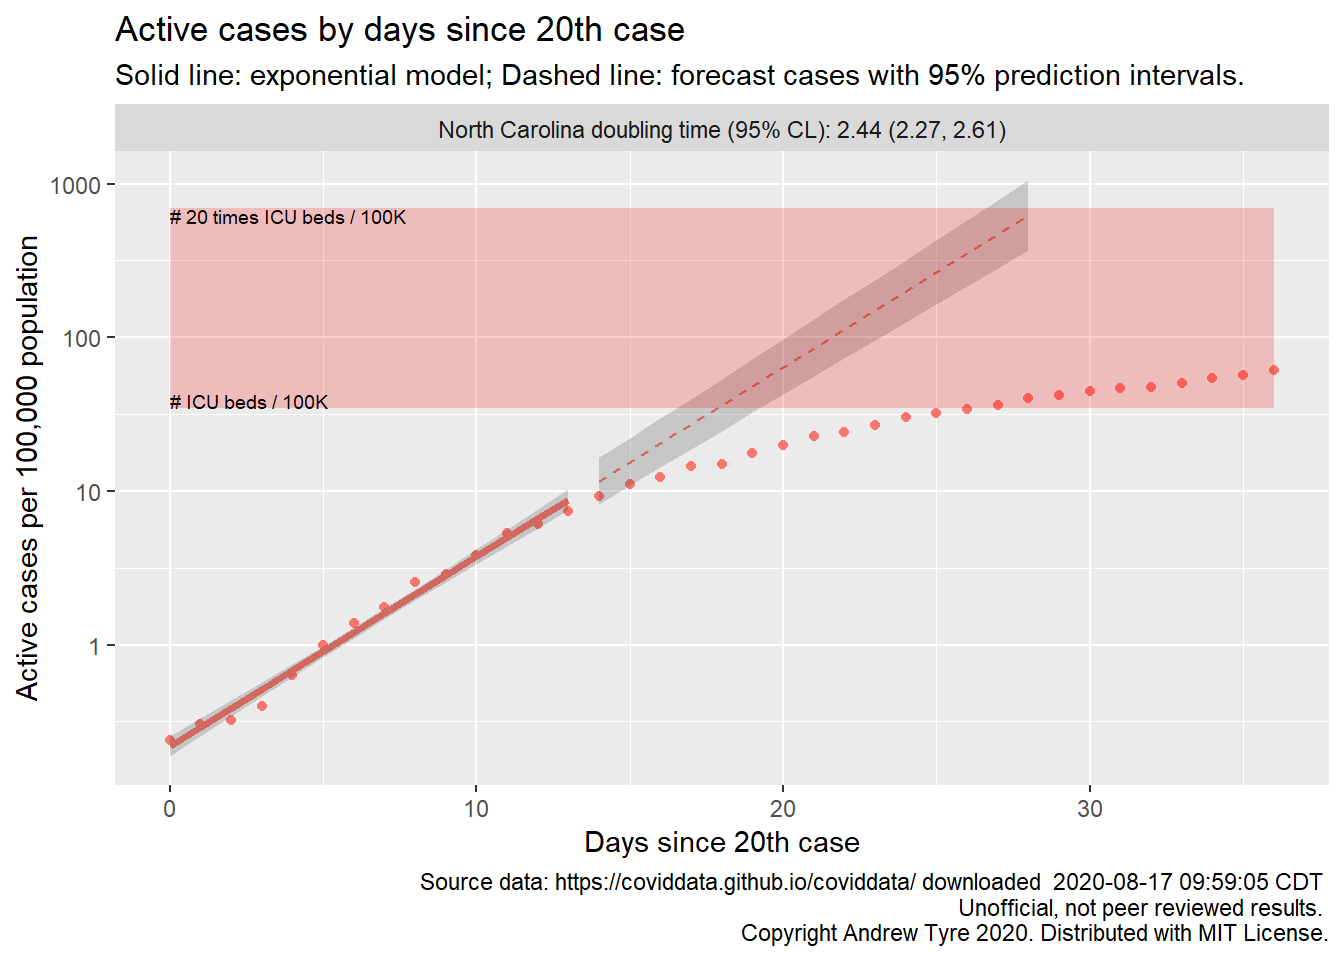 Active cases by days since 20th case
Solid line: exponential model; Dashed line: forecast cases with 95% prediction intervals.
North Carolina doubling time (95% CL): 2.44 (2.27, 2.61)
Active cases per 100,000 population
1000
100
10
1
# 20 times ICU beds / 100K
# ICU beds / 100K
0 10 20 30
Days since 20th case
Source data: https://coviddata.github.io/coviddata/ downloaded  2020-08-17 09:59:05 CDT
Unofficial, not peer reviewed results.
Copyright Andrew Tyre 2020. Distributed with MIT License.